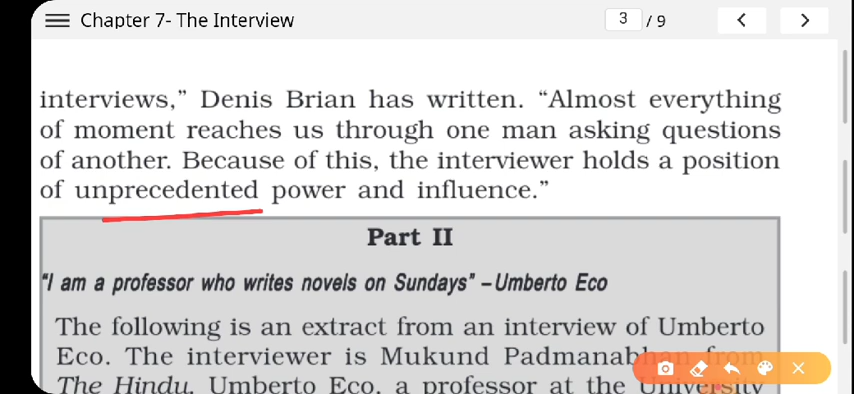 Chapter 7- The Interview
3 / 9
interviews,” Denis Brian has written. “Almost everything
of moment reaches us through one man asking questions
of another. Because of this, the interviewer holds a position
of unprecedented power and influence.”
Part II
“I am a professor who writes novels on Sundays” – Umberto Eco
The following is an extract from an interview of Umberto
Eco. The interviewer is Mukund Padmanabhan from
The Hindu. Umberto Eco, a professor at the University